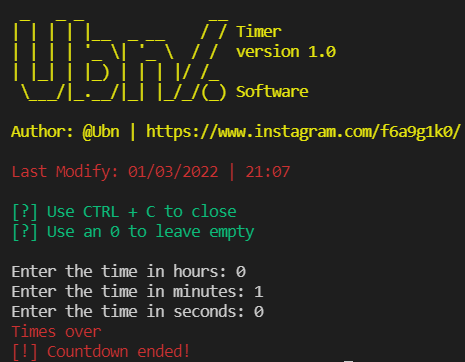 Ubn/. Timer
version 1.0
Software
Author: @Ubn | https://www.instagram.com/f6a9g1k0/
Last Modify: 01/03/2022 | 21:07
[?] Use CTRL + C to close
[?] Use an 0 to leave empty
Enter the time in hours: 0
Enter the time in minutes: 1
Enter the time in seconds: 0
Times over
[!] Countdown ended!